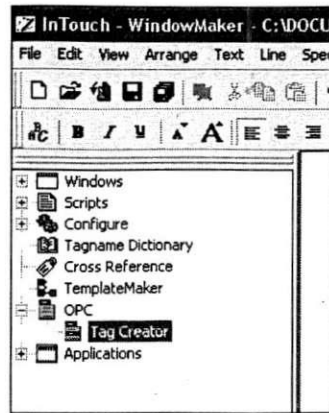 InTouch - WindowMaker - C:\DOCU
File Edit View Arrange Text Line Spec
B I U A A
Windows
Scripts
Configure
Tagname Dictionary
Cross Reference
TemplateMaker
OPC
Tag Creator
Applications